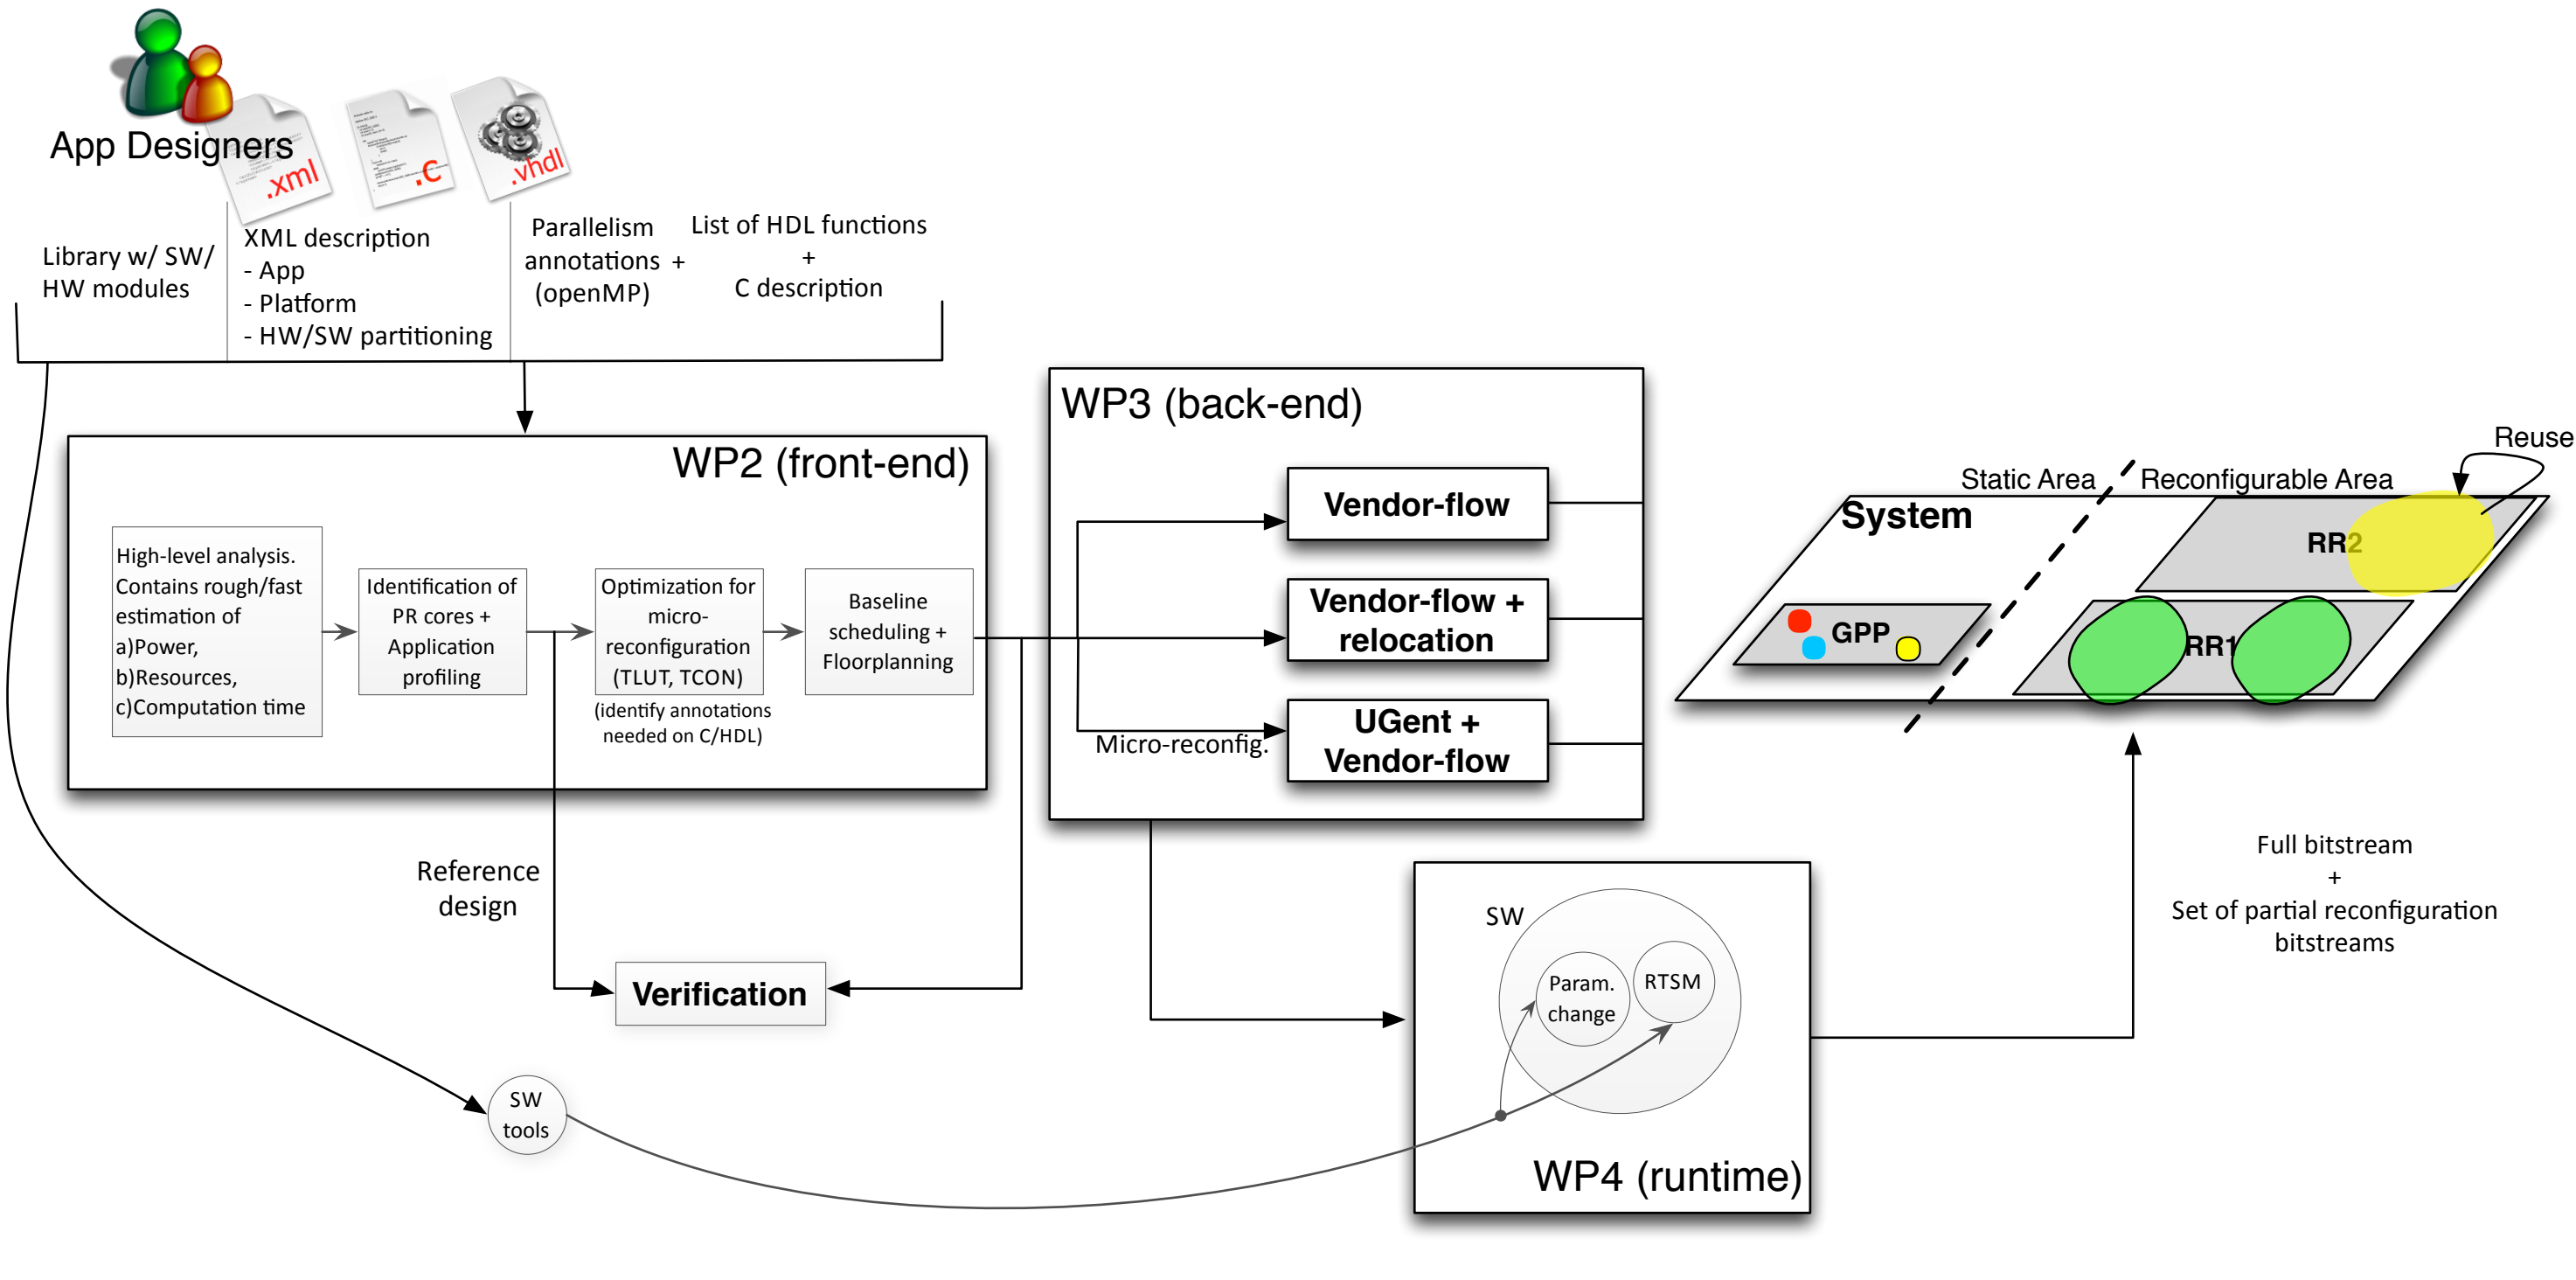 App Designers
.xml
.c
.vhdl
Library w/ SW/
HW modules
XML description
- App
- Platform
- HW/SW partitioning
Parallelism
annotations +
(openMP)
List of HDL functions
+
C description
WP2 (front-end)
High-level analysis.
Contains rough/fast
estimation of
a)Power,
b)Resources,
c)Computation time
Identification of
PR cores +
Application
profiling
Optimization for
micro-
reconfiguration
(TLUT, TCON)
(identify annotations
needed on C/HDL)
Baseline
scheduling +
Floorplanning
WP3 (back-end)
Vendor-flow
Vendor-flow +
relocation
UGent +
Vendor-flow
Micro-reconfig.
Reuse
Static Area
Reconfigurable Area
System
RR2
GPP
RR1
Full bitstream
+
Set of partial reconfiguration
bitstreams
Reference
design
Verification
SW
tools
SW
Param.
change
RTSM
WP4 (runtime)